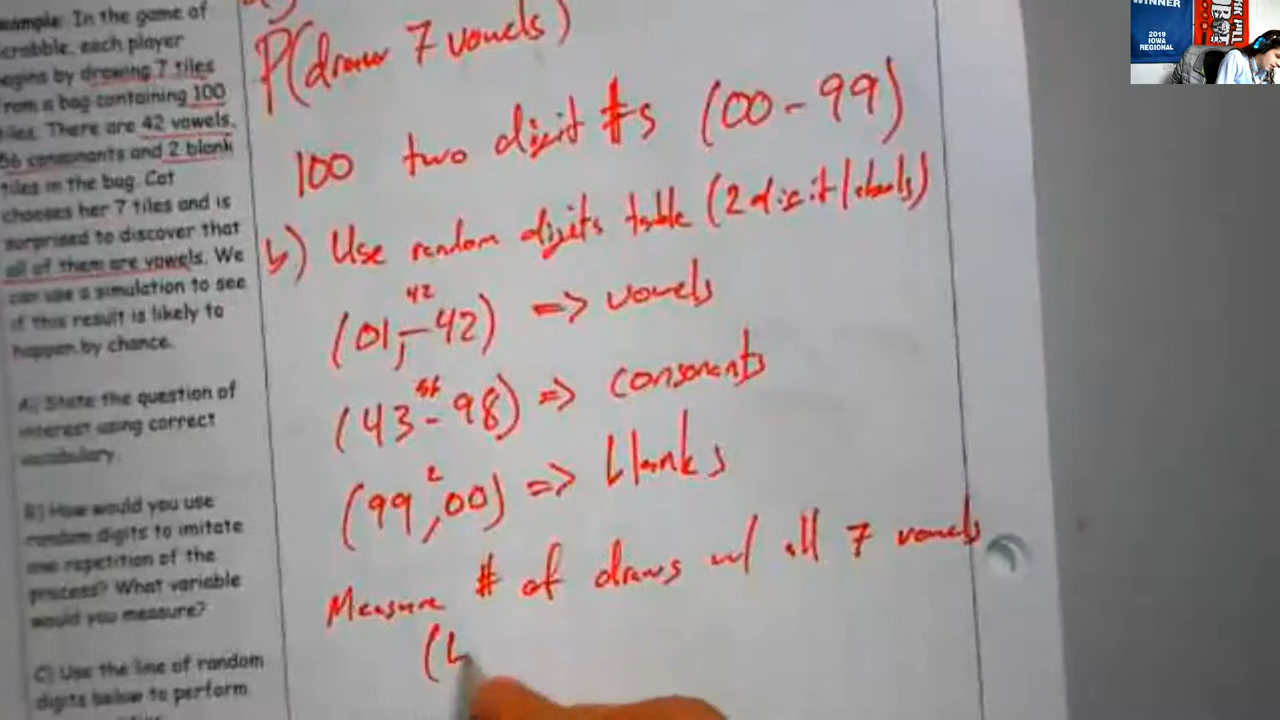 xample: In the game of
crabble, each player
egins by drawing 7 tiles
from a bag containing 100
iles. There are 42 vowels,
56 consonants and 2 blank
tiles in the bag. Cat
chooses her 7 tiles and is
surprised to discover that
all of them are vowels. We
can use a simulation to see
if this result is likely to
happen by chance.
A) State the question of
interest using correct
vocabulary.
B) How would you use
random digits to imitate
one repetition of the
process? What variable
would you measure?
C) Use the line of random
digits below to perform
P(draw 7 vowels)
100 two digit #s (00-99)
b) Use random digits table (2 digit labels)
42
(01-42) => vowels
56
(43-98) => consonants
2
(99,00) => blanks
Measure # of draws w/ all 7 vowels
(
WINNER
2019
IOWA
REGIONAL